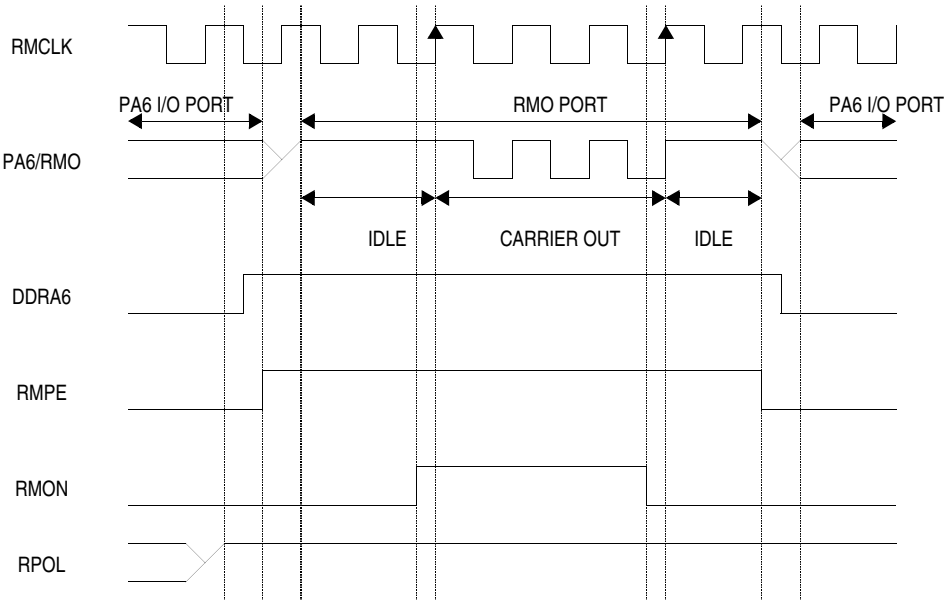 RMCLK
PA6 I/O PORT
RMO PORT
PA6 I/O PORT
PA6/RMO
IDLE
CARRIER OUT
IDLE
DDRA6
RMPE
RMON
RPOL